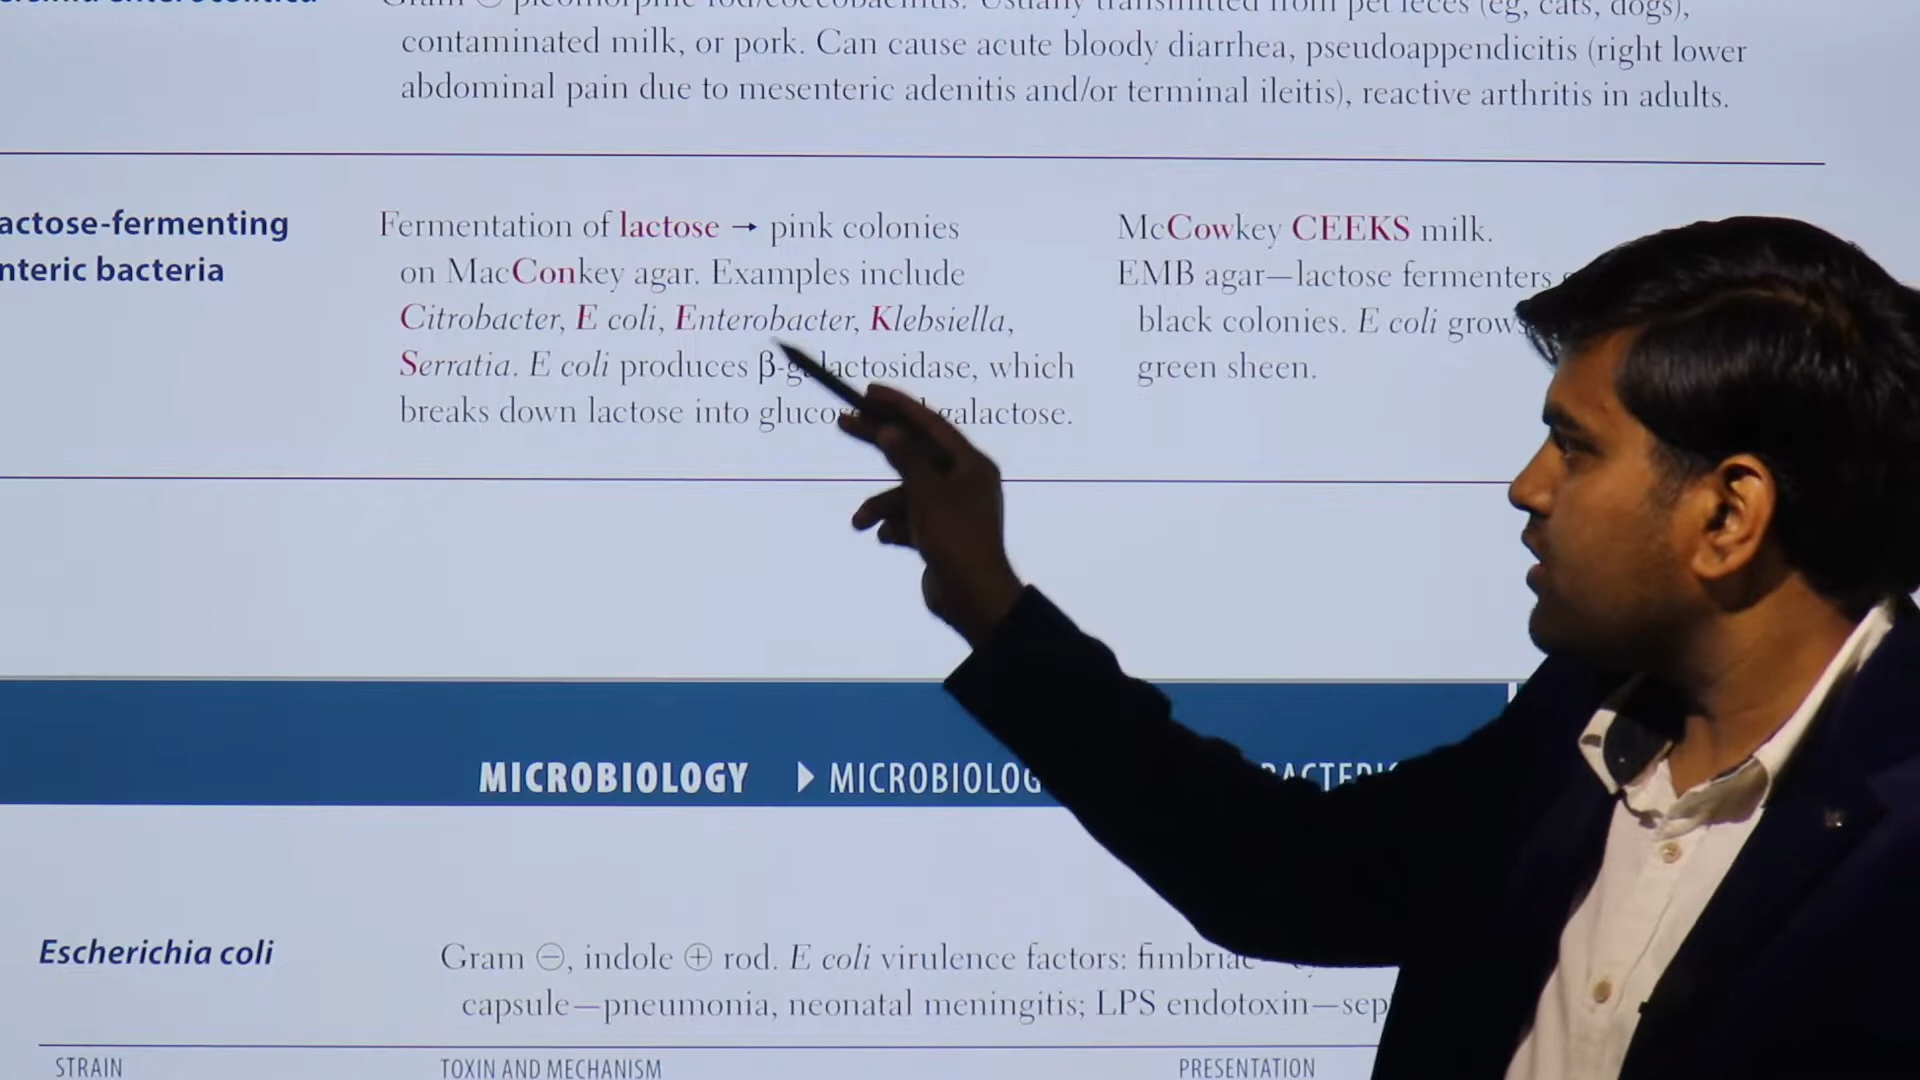 contaminated milk, or pork. Can cause acute bloody diarrhea, pseudoappendicitis (right lower
abdominal pain due to mesenteric adenitis and/or terminal ileitis), reactive arthritis in adults.
actose-fermenting
nteric bacteria
Fermentation of lactose → pink colonies
on MacConkey agar. Examples include
Citrobacter, E coli, Enterobacter, Klebsiella,
Serratia. E coli produces β-galactosidase, which
breaks down lactose into glucose galactose.
McCowkey CEEKS milk.
EMB agar—lactose fermenters
black colonies. E coli grows
green sheen.
MICROBIOLOGY ▶ MICROBIOLOG
Escherichia coli
Gram ⊖, indole ⊕ rod. E coli virulence factors: fimbriae
capsule—pneumonia, neonatal meningitis; LPS endotoxin—sep
STRAIN
TOXIN AND MECHANISM
PRESENTATION